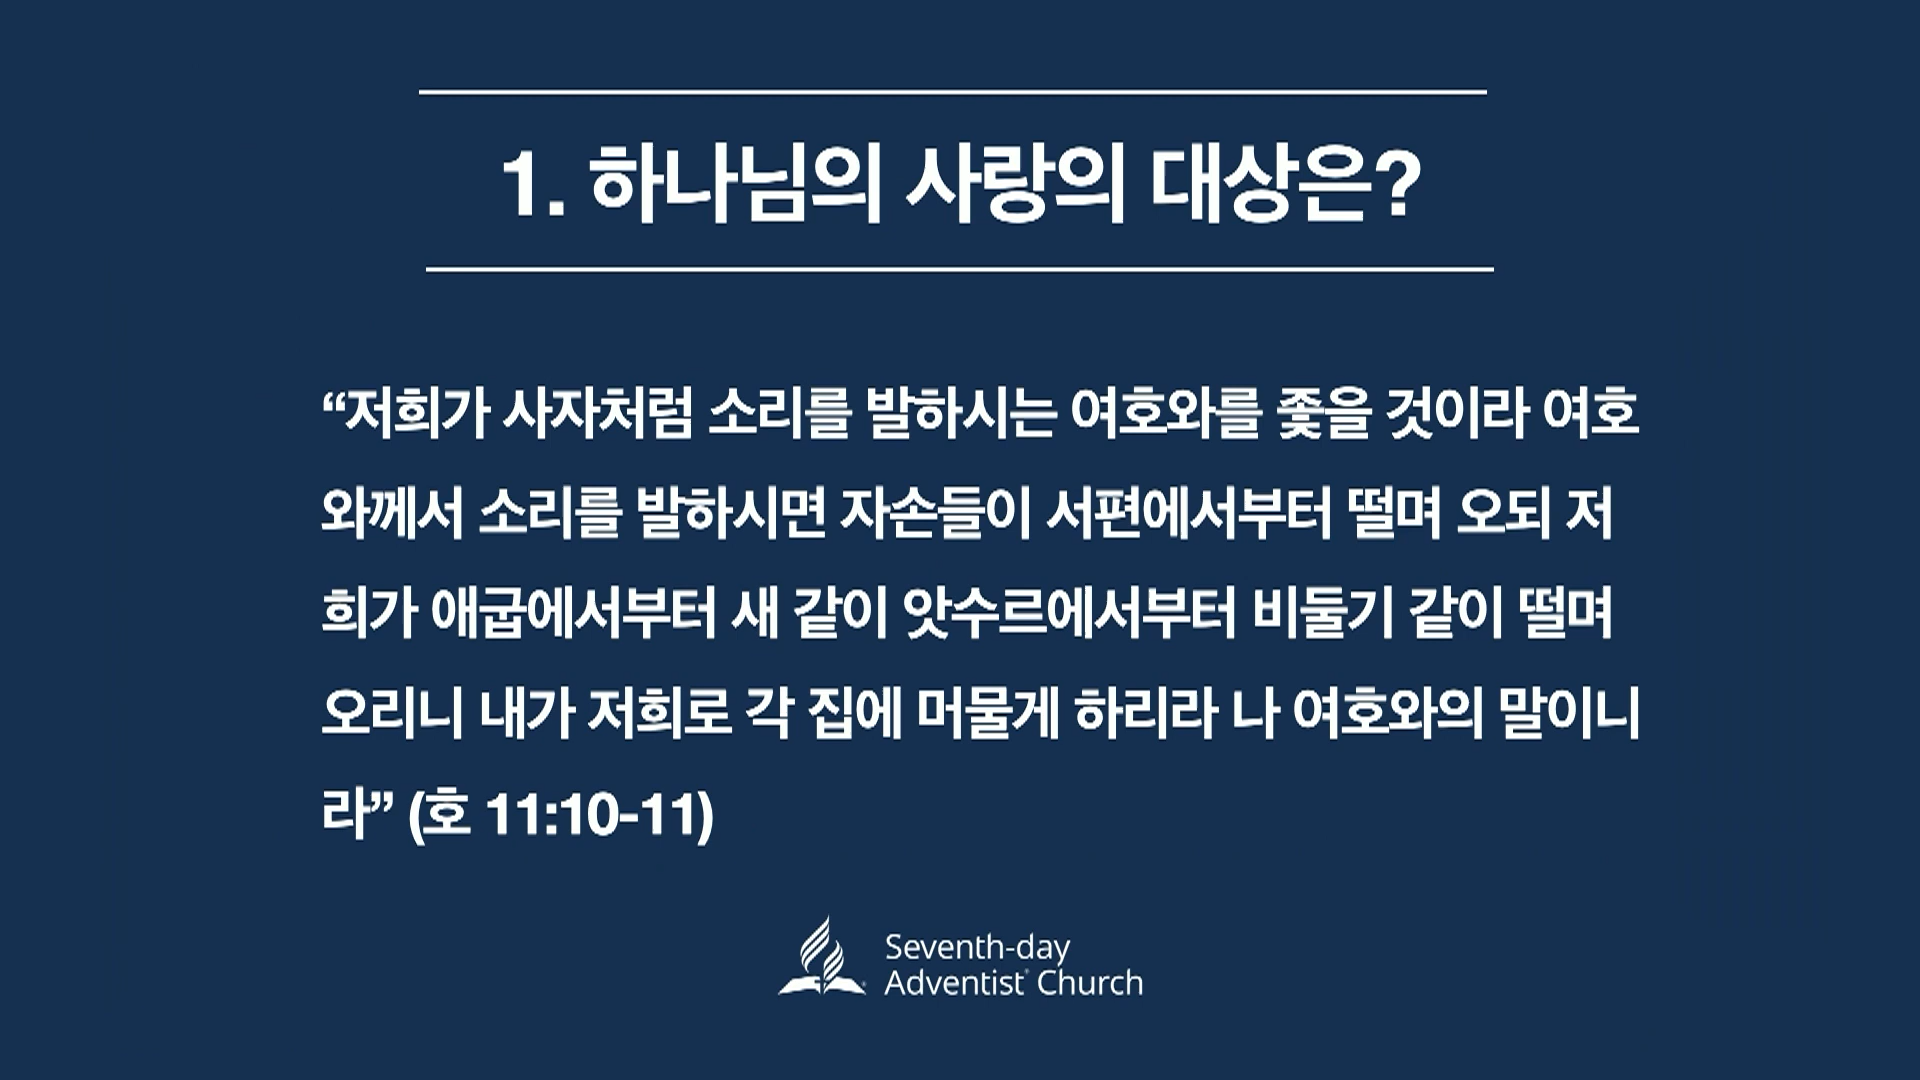 1. 하나님의 사랑의 대상은?
“저희가 사자처럼 소리를 발하시는 여호와를 좇을 것이라 여호
와께서 소리를 발하시면 자손들이 서편에서부터 떨며 오되 저
희가 애굽에서부터 새 같이 앗수르에서부터 비둘기 같이 떨며
오리니 내가 저희로 각 집에 머물게 하리라 나 여호와의 말이니
라” (호 11:10-11)
Seventh-day
Adventist® Church